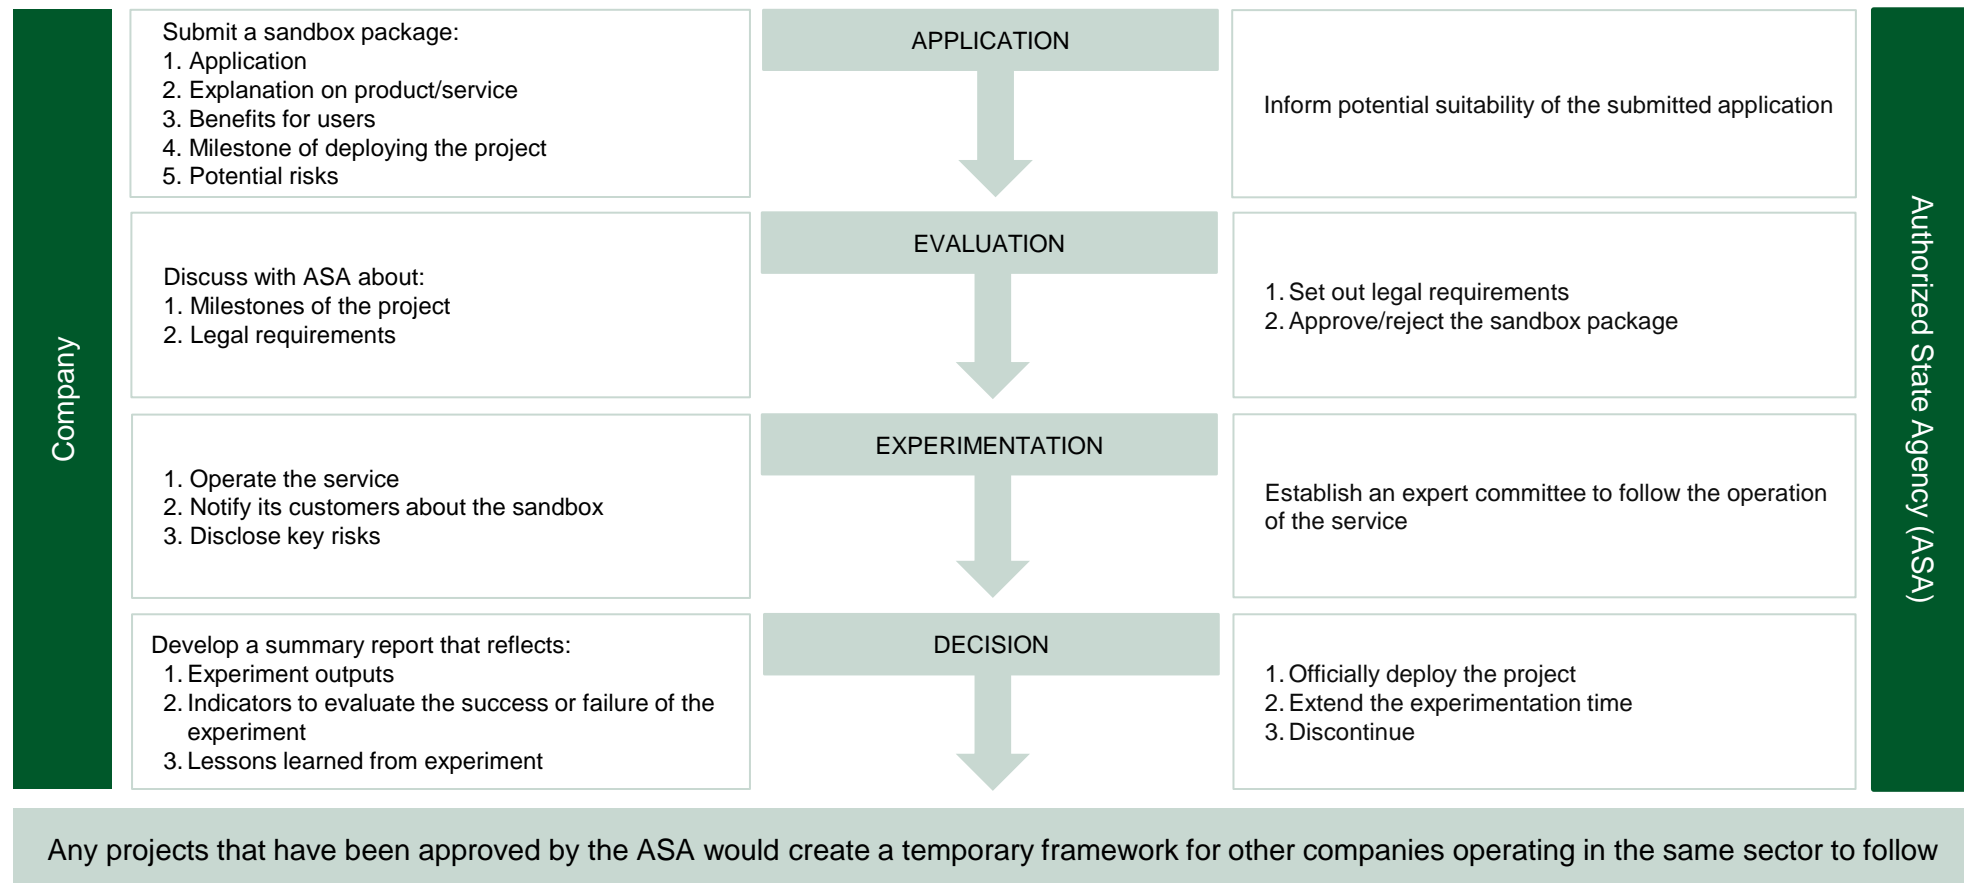 Company
Submit a sandbox package:
1. Application
2. Explanation on product/service
3. Benefits for users
4. Milestone of deploying the project
5. Potential risks
APPLICATION
Inform potential suitability of the submitted application
Discuss with ASA about:
1. Milestones of the project
2. Legal requirements
EVALUATION
1. Set out legal requirements
2. Approve/reject the sandbox package
1. Operate the service
2. Notify its customers about the sandbox
3. Disclose key risks
EXPERIMENTATION
Establish an expert committee to follow the operation
of the service
Develop a summary report that reflects:
1. Experiment outputs
2. Indicators to evaluate the success or failure of the
experiment
3. Lessons learned from experiment
DECISION
1. Officially deploy the project
2. Extend the experimentation time
3. Discontinue
Authorized State Agency (ASA)
Any projects that have been approved by the ASA would create a temporary framework for other companies operating in the same sector to follow